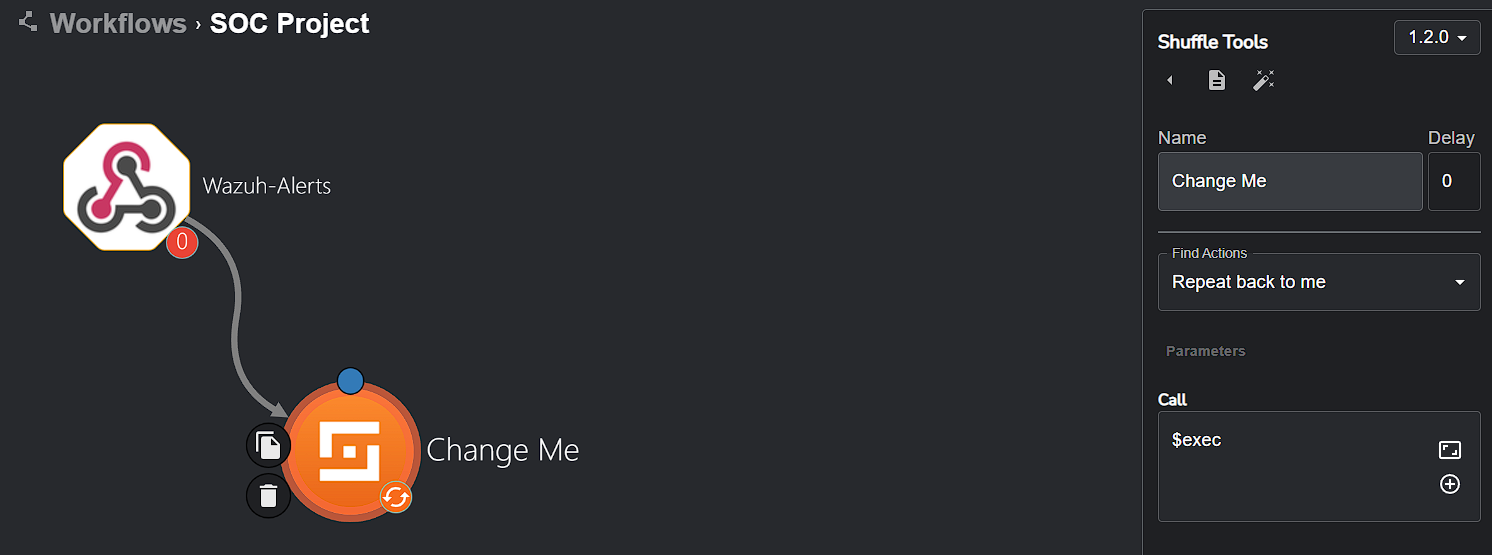 Workflows › SOC Project
Wazuh-Alerts
0
Change Me
Shuffle Tools
1.2.0
Name
Delay
Change Me
0
Find Actions
Repeat back to me
Parameters
Call
$exec